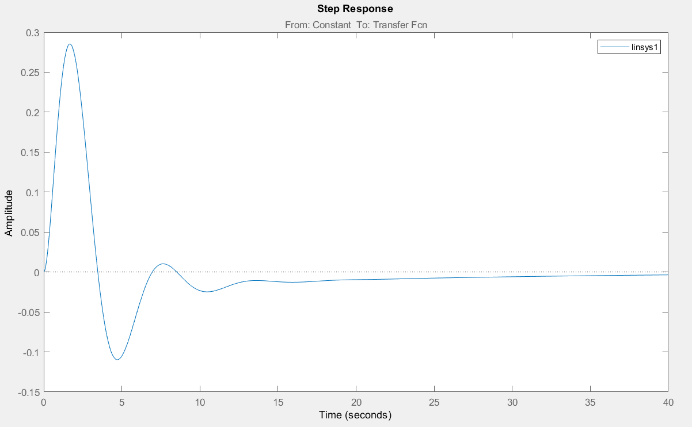 Step Response
From: Constant To: Transfer Fcn
linsys1
0.3
0.25
0.2
0.15
0.1
0.05
0
-0.05
-0.1
-0.15
Amplitude
0 5 10 15 20 25 30 35 40
Time (seconds)